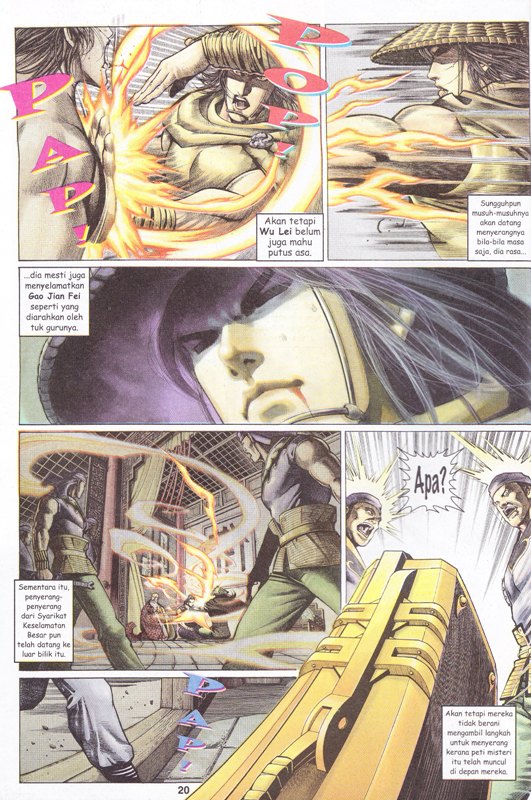 PAP!
POP!
Akan tetapi
Wu Lei belum
juga mahu
putus asa.
Sungguhpun
musuh-musuhnya
akan datang
menyerangnya
bila-bila masa
saja, dia rasa...
...dia mesti juga
menyelamatkan
Gao Jian Fei
seperti yang
diarahkan oleh
tuk gurunya.
Sementara itu,
penyerang-
penyerang
dari Syarikat
Keselamatan
Besar pun
telah datang ke
luar bilik itu.
Apa?
PAP!
Akan tetapi mereka
tidak berani
mengambil langkah
untuk menyerang
kerana peti misteri
itu telah muncul
di depan mereka.
20